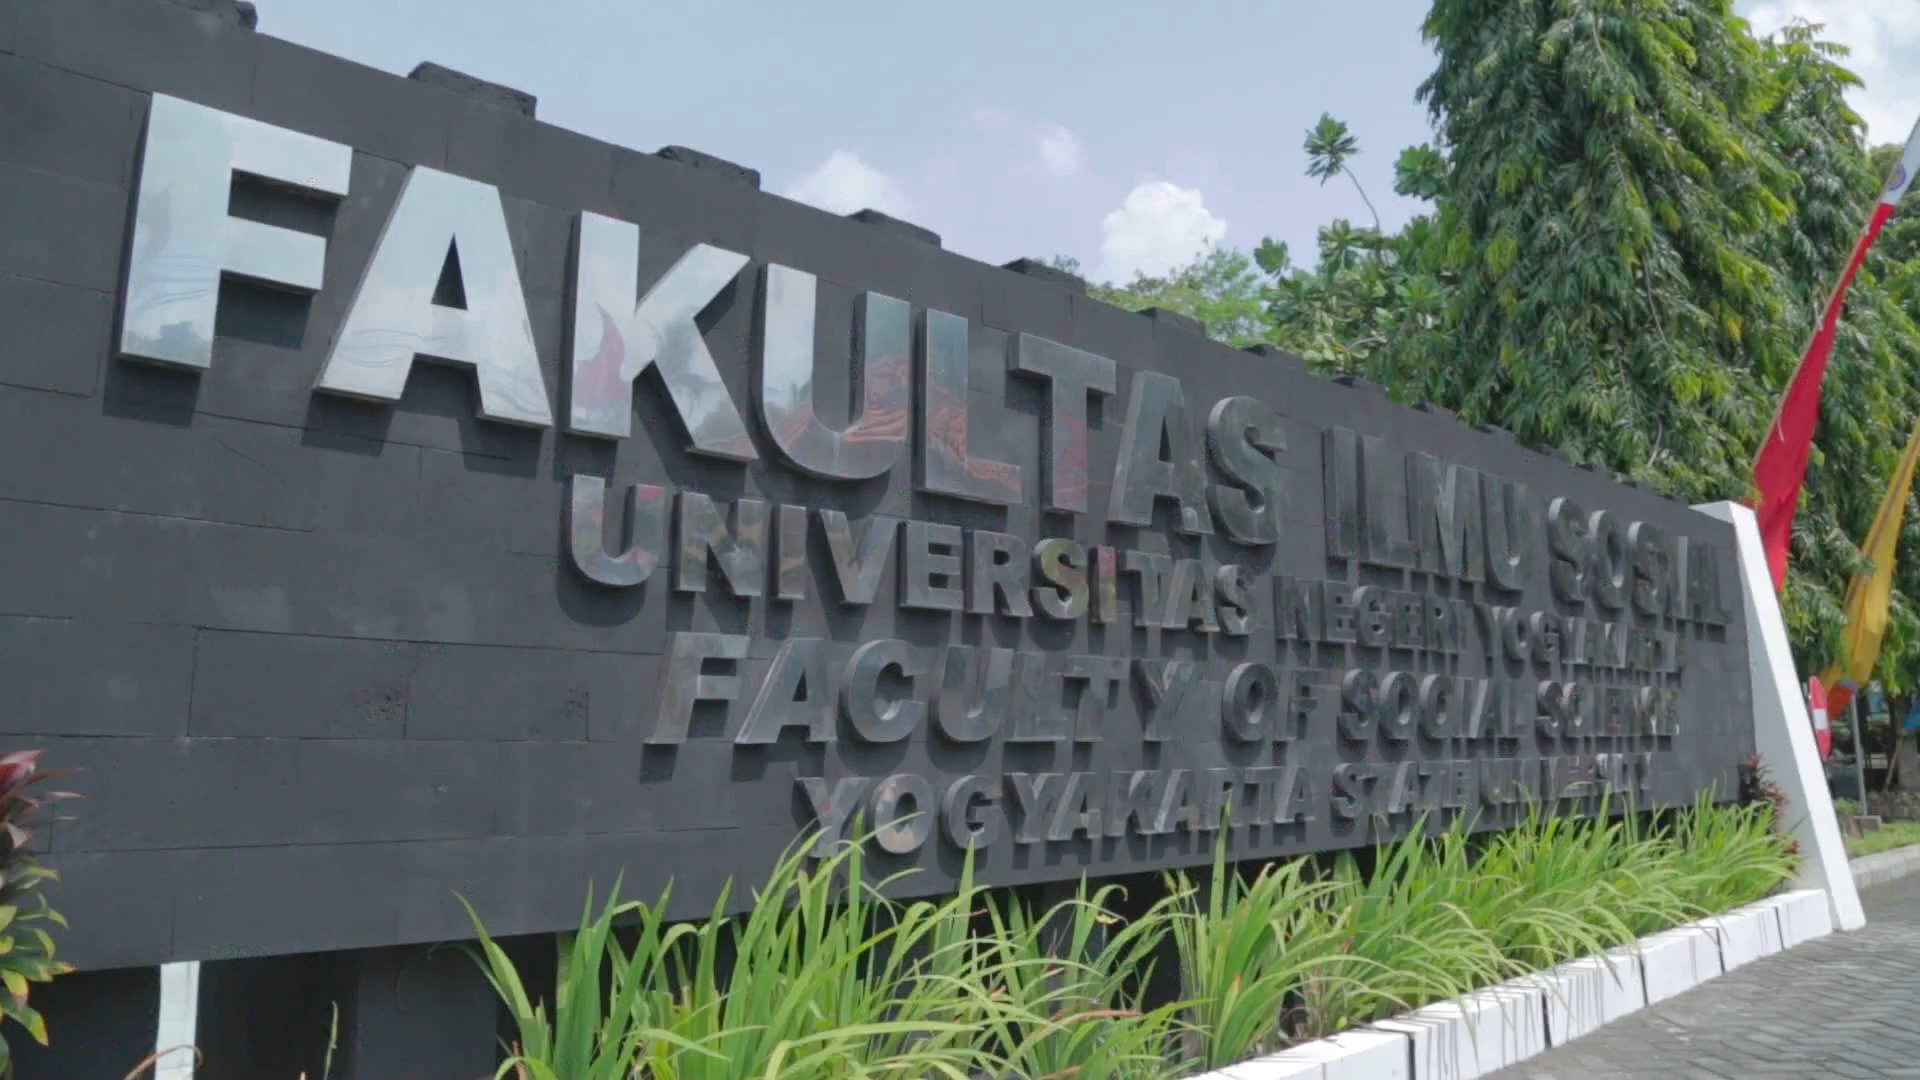 FAKULTAS ILMU SOSIAL
UNIVERSITAS NEGERI YOGYAKARTA
FACULTY OF SOCIAL SCIENCE
YOGYAKARTA STATE UNIVERSITY